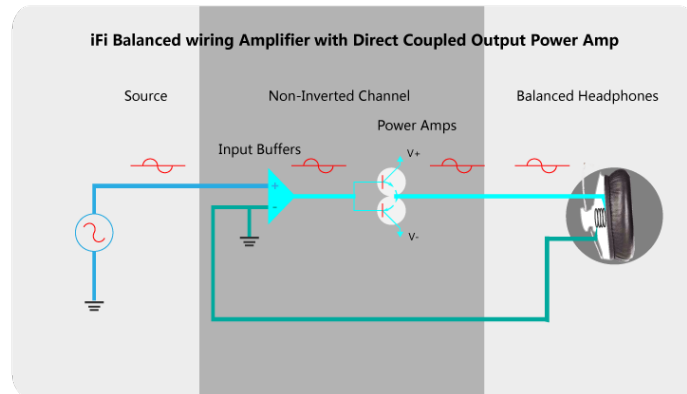 iFi Balanced wiring Amplifier with Direct Coupled Output Power Amp
Source
Non-Inverted Channel
Balanced Headphones
Power Amps
Input Buffers
V+
+
-
V-